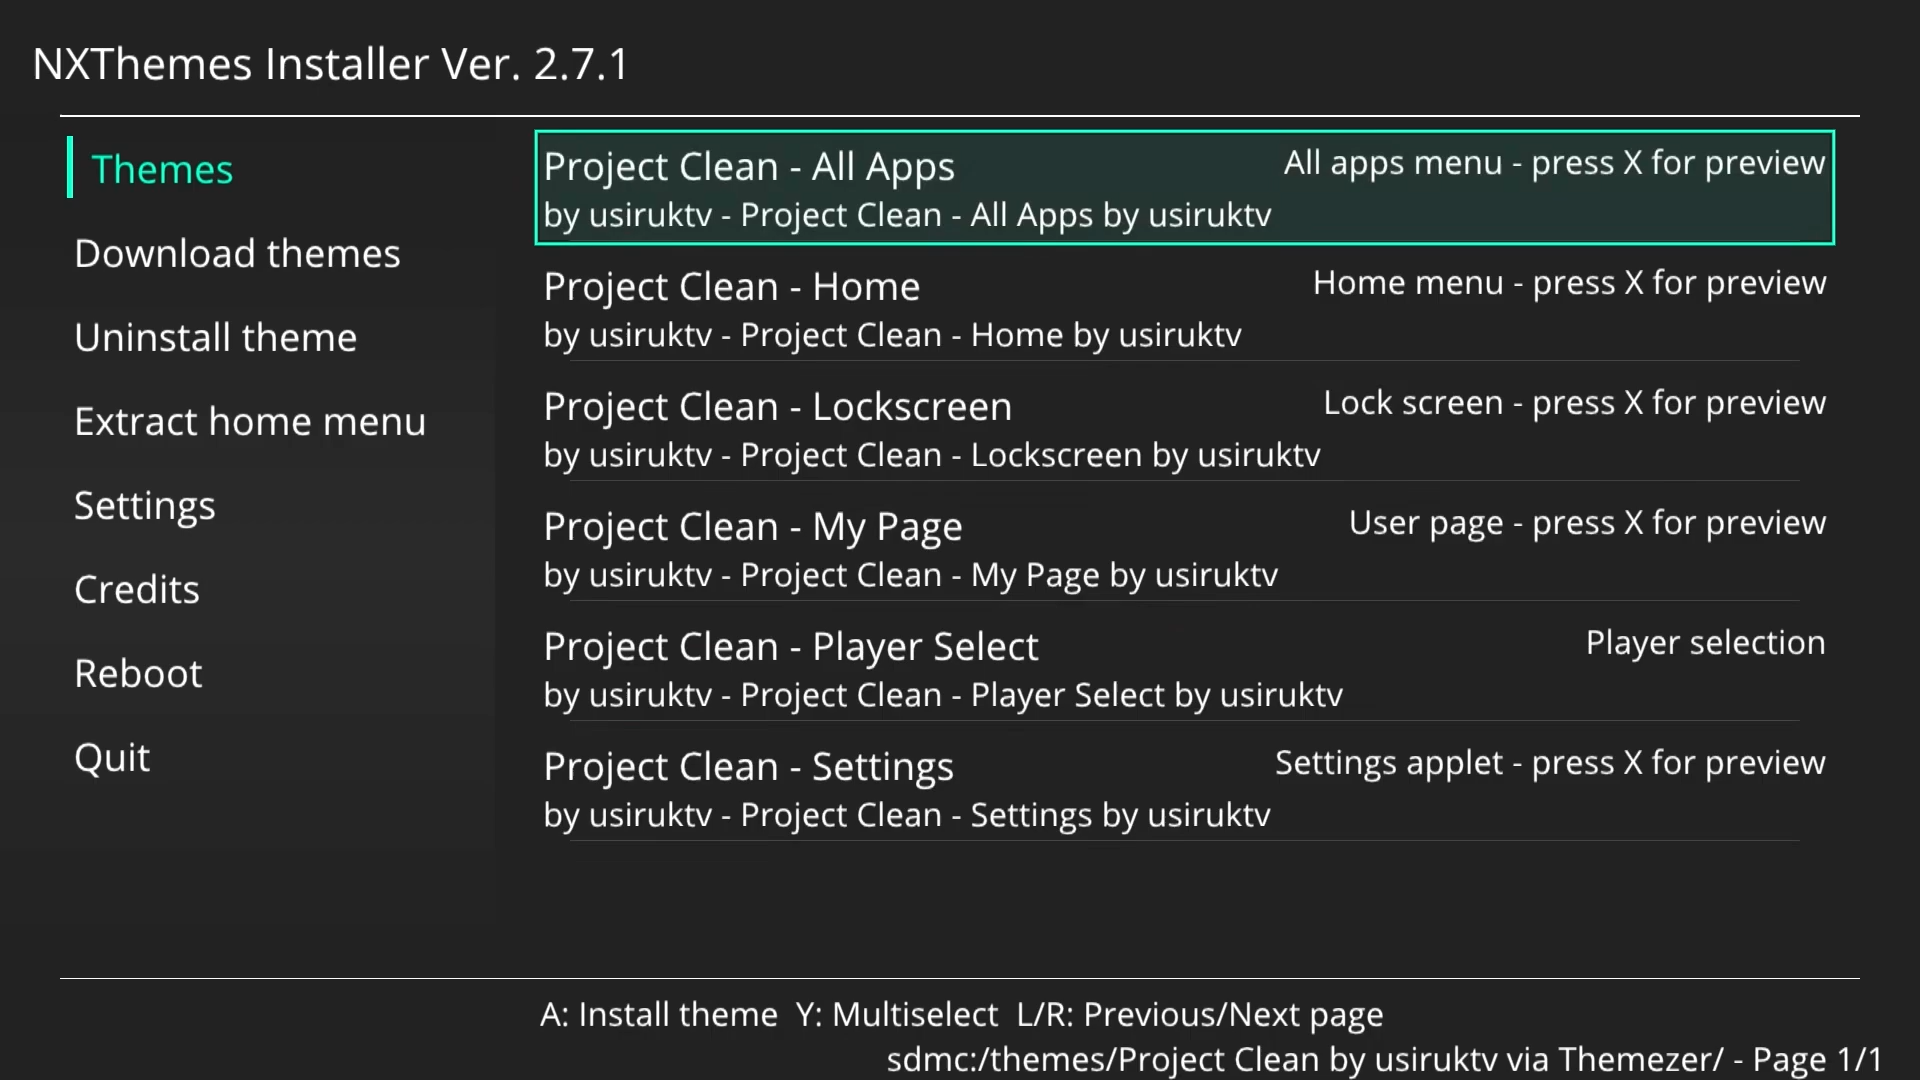 NXThemes Installer Ver. 2.7.1
Themes
Download themes
Uninstall theme
Extract home menu
Settings
Credits
Reboot
Quit
Project Clean - All Apps
All apps menu - press X for preview
by usiruktv - Project Clean - All Apps by usiruktv
Project Clean - Home
Home menu - press X for preview
by usiruktv - Project Clean - Home by usiruktv
Project Clean - Lockscreen
Lock screen - press X for preview
by usiruktv - Project Clean - Lockscreen by usiruktv
Project Clean - My Page
User page - press X for preview
by usiruktv - Project Clean - My Page by usiruktv
Project Clean - Player Select
Player selection
by usiruktv - Project Clean - Player Select by usiruktv
Project Clean - Settings
Settings applet - press X for preview
by usiruktv - Project Clean - Settings by usiruktv
A: Install theme  Y: Multiselect  L/R: Previous/Next page
sdmc:/themes/Project Clean by usiruktv via Themezer/ - Page 1/1